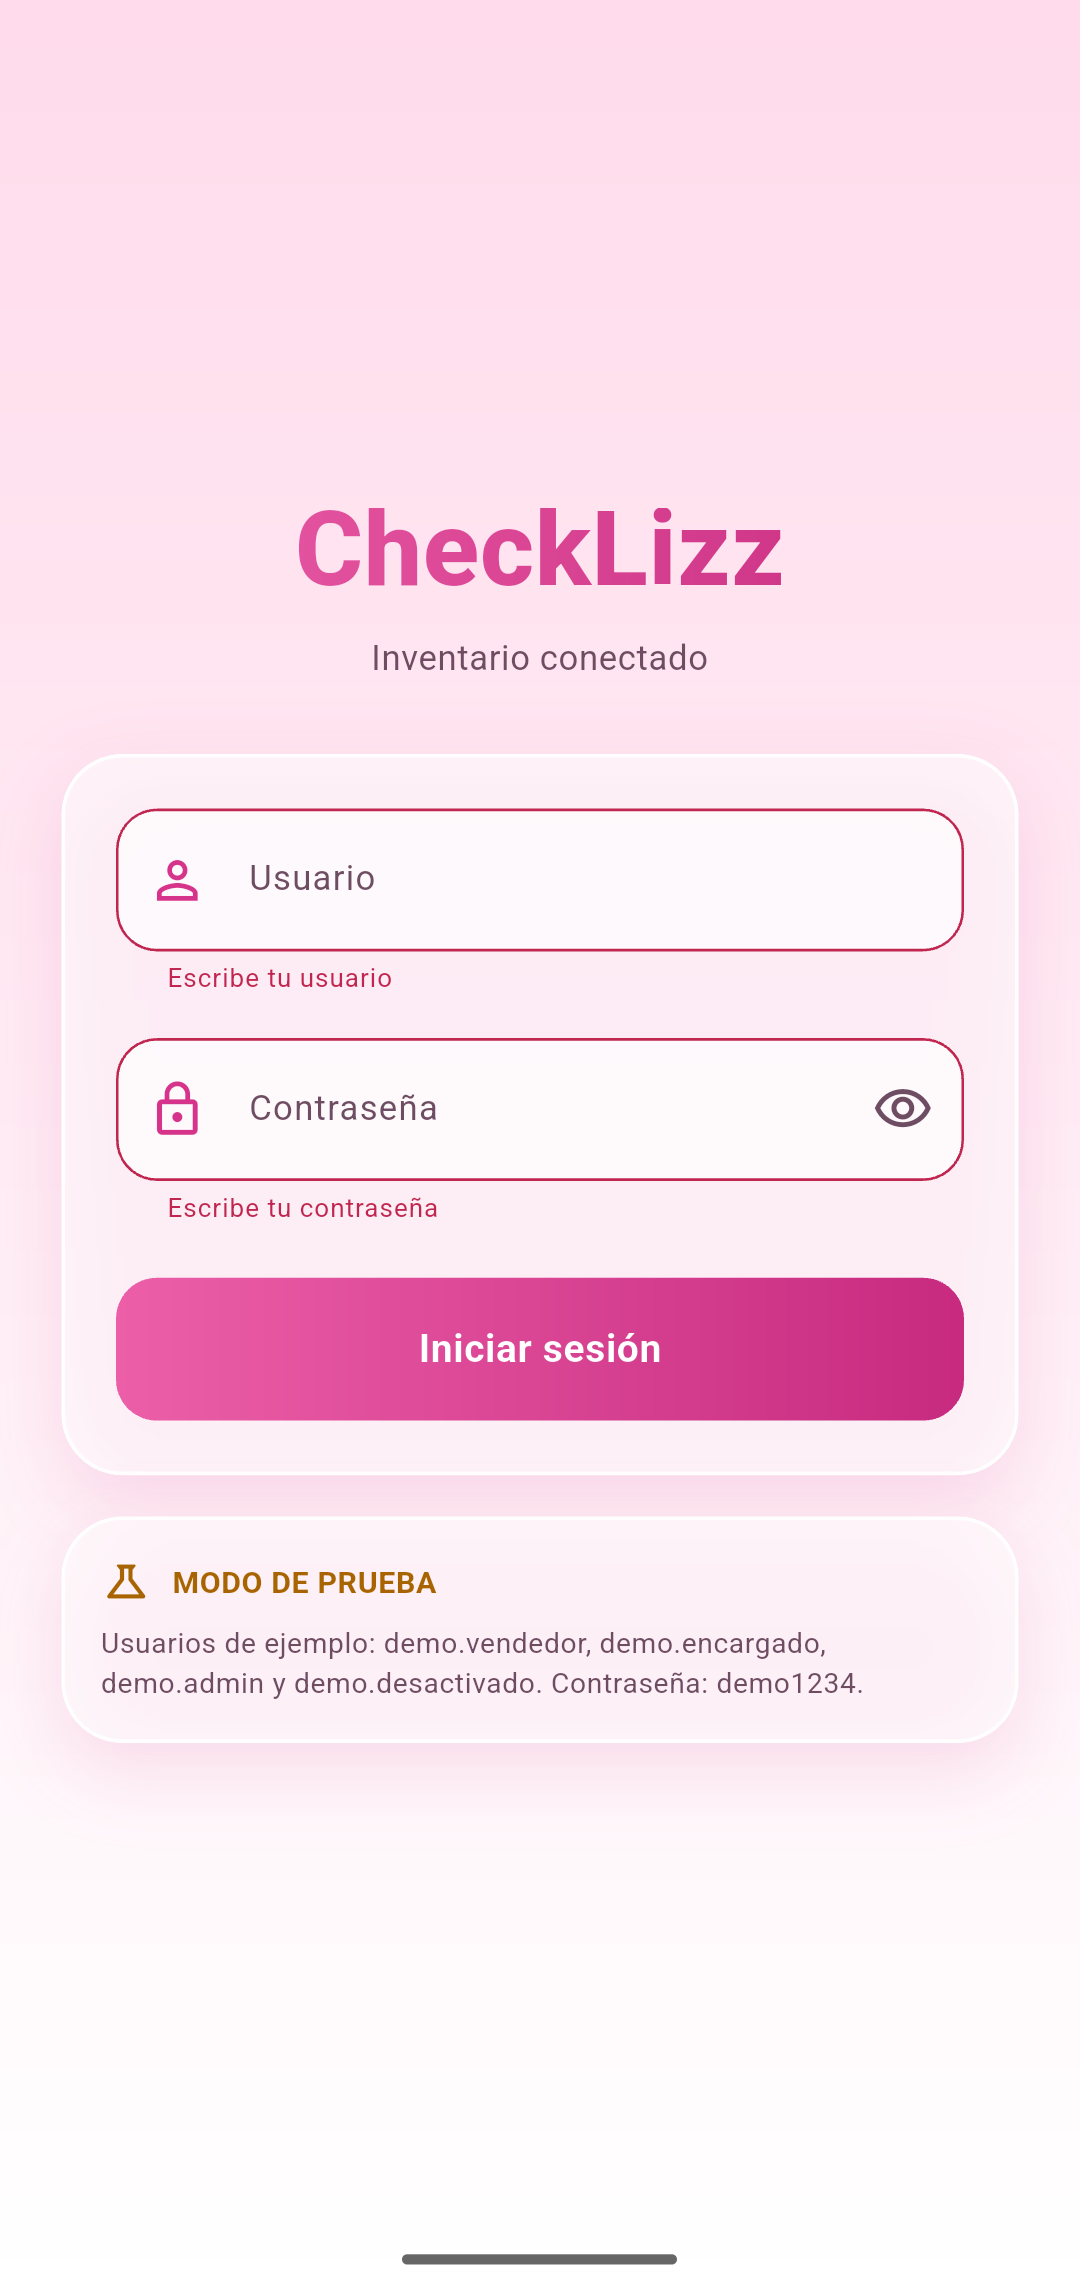 CheckLizz
Inventario conectado
Usuario
Escribe tu usuario
Contraseña
Escribe tu contraseña
Iniciar sesión
MODO DE PRUEBA
Usuarios de ejemplo: demo.vendedor, demo.encargado,
demo.admin y demo.desactivado. Contraseña: demo1234.